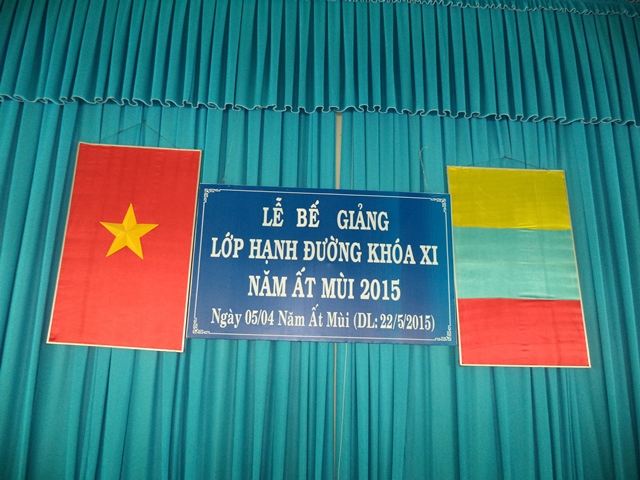 LỄ BẾ GIẢNG
LỚP HẠNH ĐƯỜNG KHÓA XI
NĂM ẤT MÙI 2015
Ngày 05/04 Năm Ất Mùi (DL: 22/5/2015)